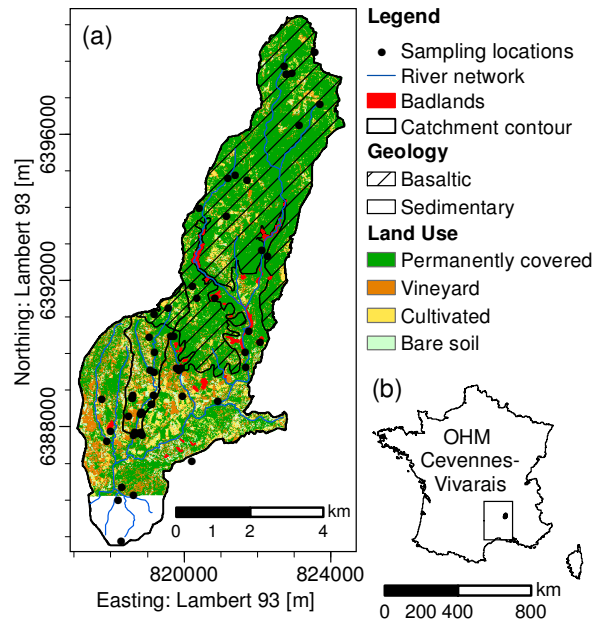 (a)
Northing: Lambert 93 [m]
6396000
6332000
6388000
km
0 2 4
820000 824000
Easting: Lambert 93 [m]
Legend
Sampling locations
River network
Badlands
Catchment contour
Geology
Basaltic
Sedimentary
Land Use
Permanently covered
Vineyard
Cultivated
Bare soil
(b)
OHM
Cevennes-
Vivarais
km
0 200 400 800